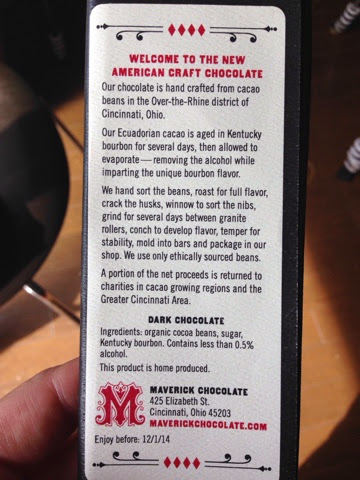 WELCOME TO THE NEW
AMERICAN CRAFT CHOCOLATE
Our chocolate is hand crafted from cacao
beans in the Over-the-Rhine district of
Cincinnati, Ohio.
Our Ecuadorian cacao is aged in Kentucky
bourbon for several days, then allowed to
evaporate — removing the alcohol while
imparting the unique bourbon flavor.
We hand sort the beans, roast for full flavor,
crack the husks, winnow to sort the nibs,
grind for several days between granite
rollers, conch to develop flavor, temper for
stability, mold into bars and package in our
shop. We use only ethically sourced beans.
A portion of the net proceeds is returned to
charities in cacao growing regions and the
Greater Cincinnati Area.
DARK CHOCOLATE
Ingredients: organic cocoa beans, sugar,
Kentucky bourbon. Contains less than 0.5%
alcohol.
This product is home produced.
M
MAVERICK CHOCOLATE
425 Elizabeth St.
Cincinnati, Ohio 45203
MAVERICKCHOCOLATE.COM
Enjoy before: 12/1/14